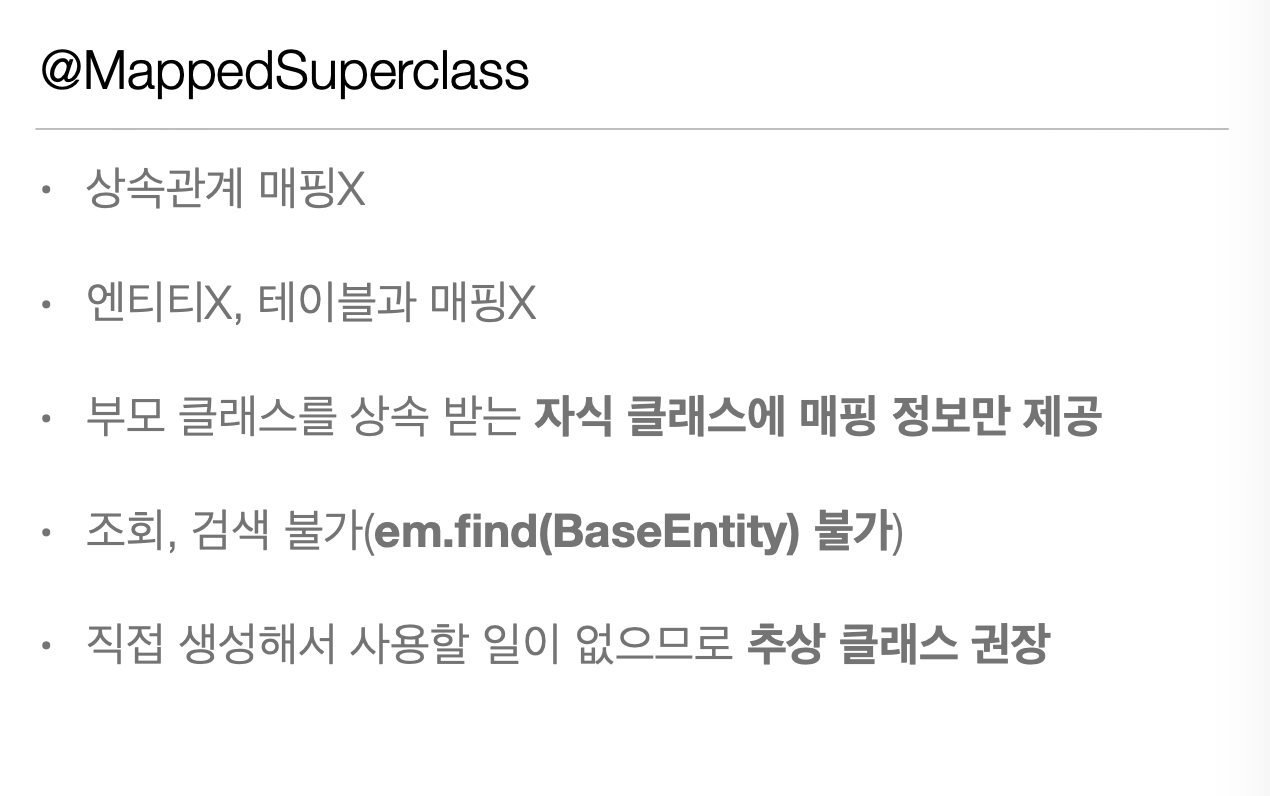 @MappedSuperclass
• 상속관계 매핑X
• 엔티티X, 테이블과 매핑X
• 부모 클래스를 상속 받는 자식 클래스에 매핑 정보만 제공
• 조회, 검색 불가(em.find(BaseEntity) 불가)
• 직접 생성해서 사용할 일이 없으므로 추상 클래스 권장